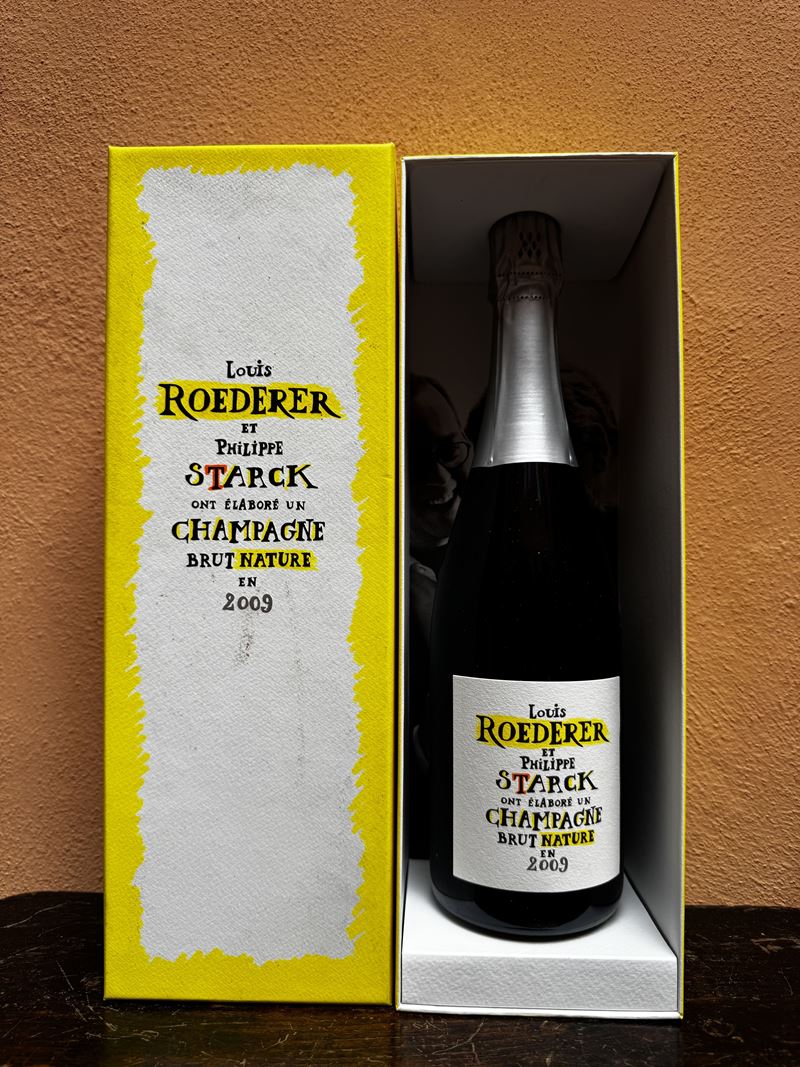 Louis
ROEDERER
ET
PHiLiPPE
STARCK
ONT ÉLABORÉ UN
CHAMPAGNE
BRUT NATURE
EN
2009
Louis
ROEDERER
ET
PHiLiPPE
STARCK
ONT ÉLABORÉ UN
CHAMPAGNE
BRUT NATURE
EN
2009